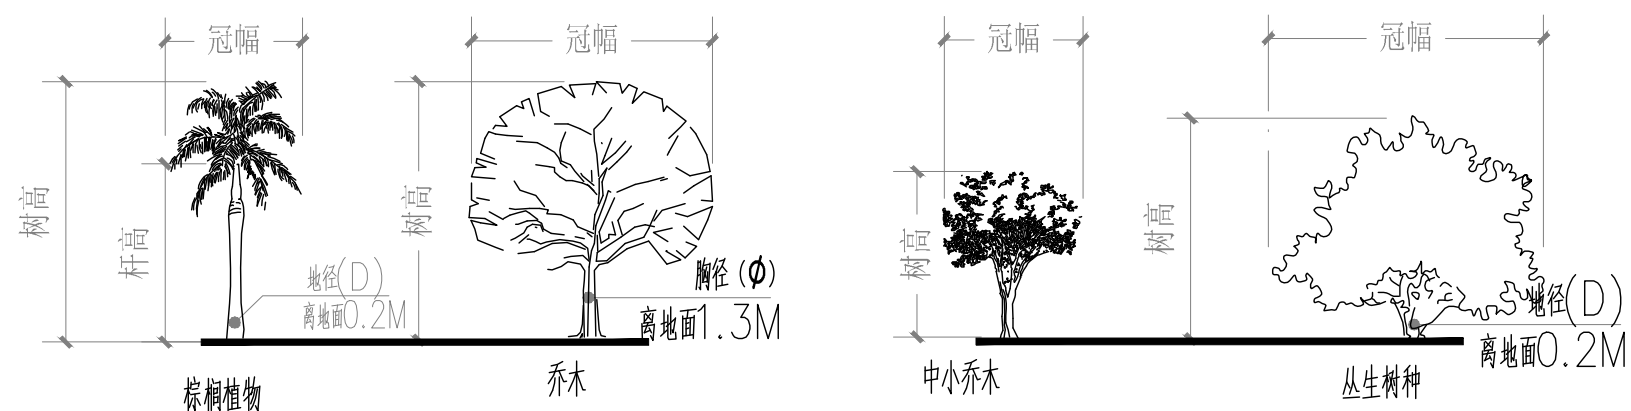 冠幅
冠幅
冠幅
冠幅
树高
杆高
树高
树高
树高
地径(D)
离地面0.2M
胸径(Ø)
离地面1.3M
地径(D)
离地面0.2M
棕榈植物
乔木
中小乔木
丛生树种